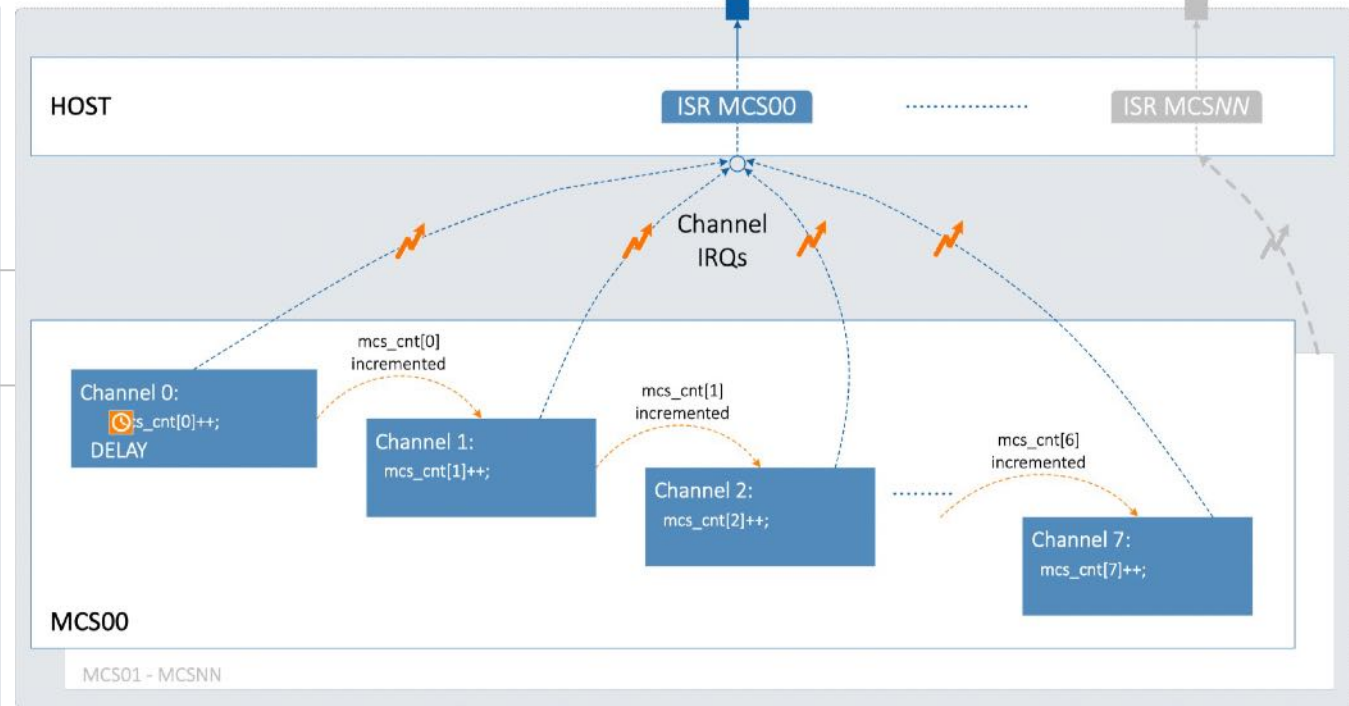 HOST
ISR MCS00
ISR MCSNN
Channel
IRQs
mcs_cnt[0]
incremented
Channel 0:
cs_cnt[0]++;
DELAY
mcs_cnt[1]
incremented
Channel 1:
mcs_cnt[1]++;
mcs_cnt[6]
incremented
Channel 2:
mcs_cnt[2]++;
Channel 7:
mcs_cnt[7]++;
MCS00
MCS01 - MCSNN